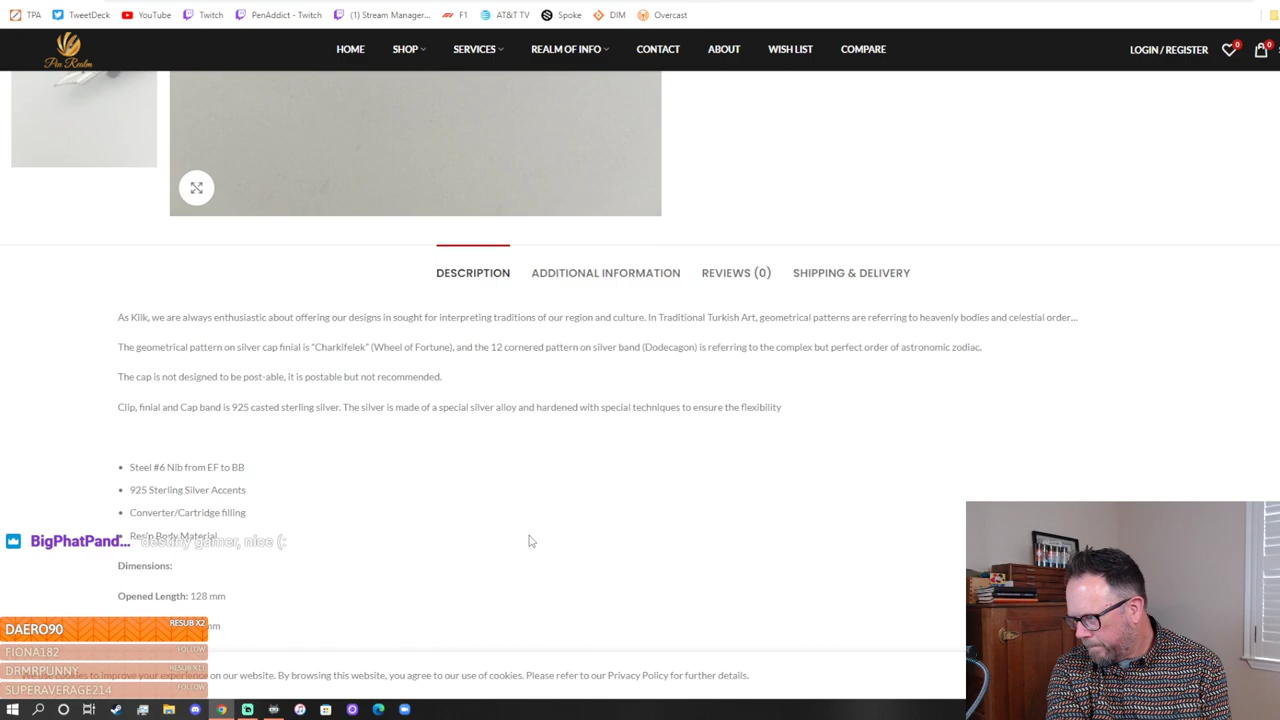 TPA TweetDeck YouTube Twitch PenAddict - Twitch (1) Stream Manager... F1 AT&T TV Spoke DIM Overcast
Pen Realm
HOME SHOP SERVICES REALM OF INFO CONTACT ABOUT WISH LIST COMPARE LOGIN / REGISTER 0 0
DESCRIPTION ADDITIONAL INFORMATION REVIEWS (0) SHIPPING & DELIVERY
As Kilk, we are always enthusiastic about offering our designs in sought for interpreting traditions of our region and culture. In Traditional Turkish Art, geometrical patterns are referring to heavenly bodies and celestial order…
The geometrical pattern on silver cap finial is "Charkifelek" (Wheel of Fortune), and the 12 cornered pattern on silver band (Dodecagon) is referring to the complex but perfect order of astronomic zodiac.
The cap is not designed to be post-able, it is postable but not recommended.
Clip, finial and Cap band is 925 casted sterling silver. The silver is made of a special silver alloy and hardened with special techniques to ensure the flexibility
• Steel #6 Nib from EF to BB
• 925 Sterling Silver Accents
• Converter/Cartridge filling
Resin Body Material
BigPhatPand... destiny gamer, nice (:
Dimensions:
Opened Length: 128 mm
DAERO90 RESUB X2
FIONA182 FOLLOW
DRMRPUNNY RESUB X11
SUPERAVERAGE214 FOLLOW
cookies to improve your experience on our website. By browsing this website, you agree to our use of cookies. Please refer to our Privacy Policy for further details.